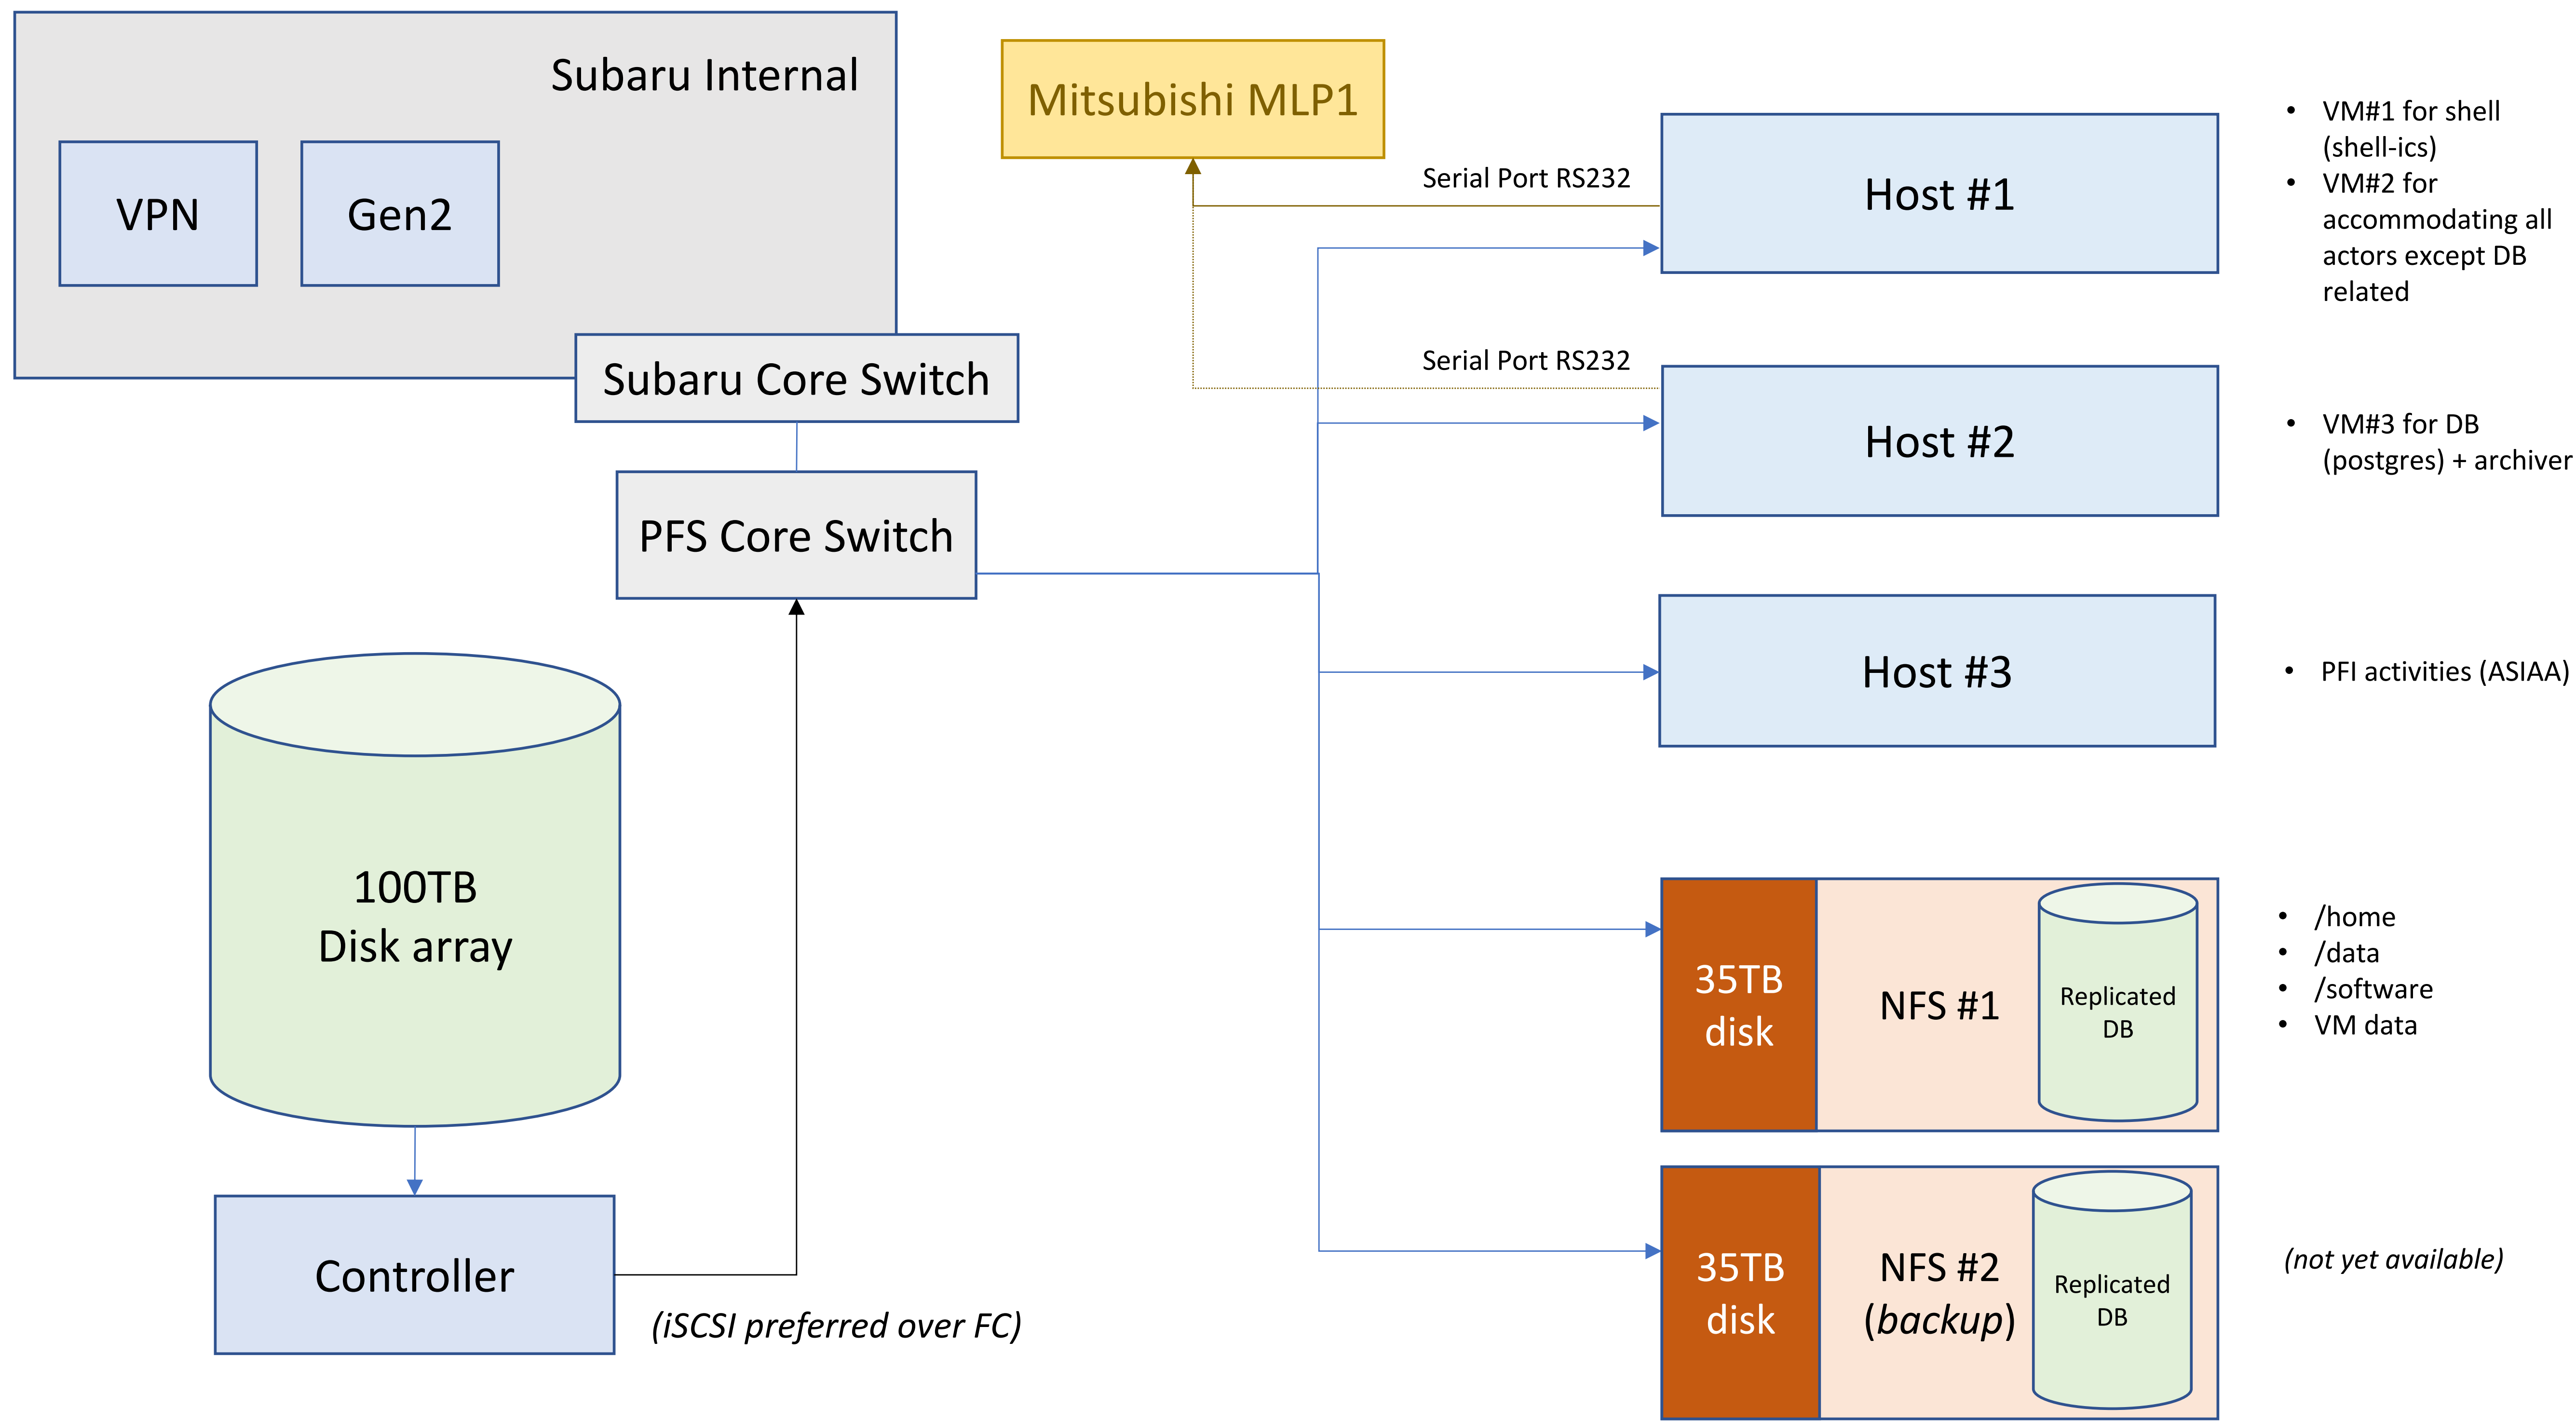 Subaru Internal
VPN
Gen2
Subaru Core Switch
PFS Core Switch
100TB
Disk array
Controller
(iSCSI preferred over FC)
Mitsubishi MLP1
Serial Port RS232
Host #1
• VM#1 for shell
(shell-ics)
• VM#2 for
accommodating all
actors except DB
related
Serial Port RS232
Host #2
• VM#3 for DB
(postgres) + archiver
Host #3
• PFI activities (ASIAA)
35TB
disk
NFS #1
Replicated
DB
• /home
• /data
• /software
• VM data
35TB
disk
NFS #2
(backup)
Replicated
DB
(not yet available)